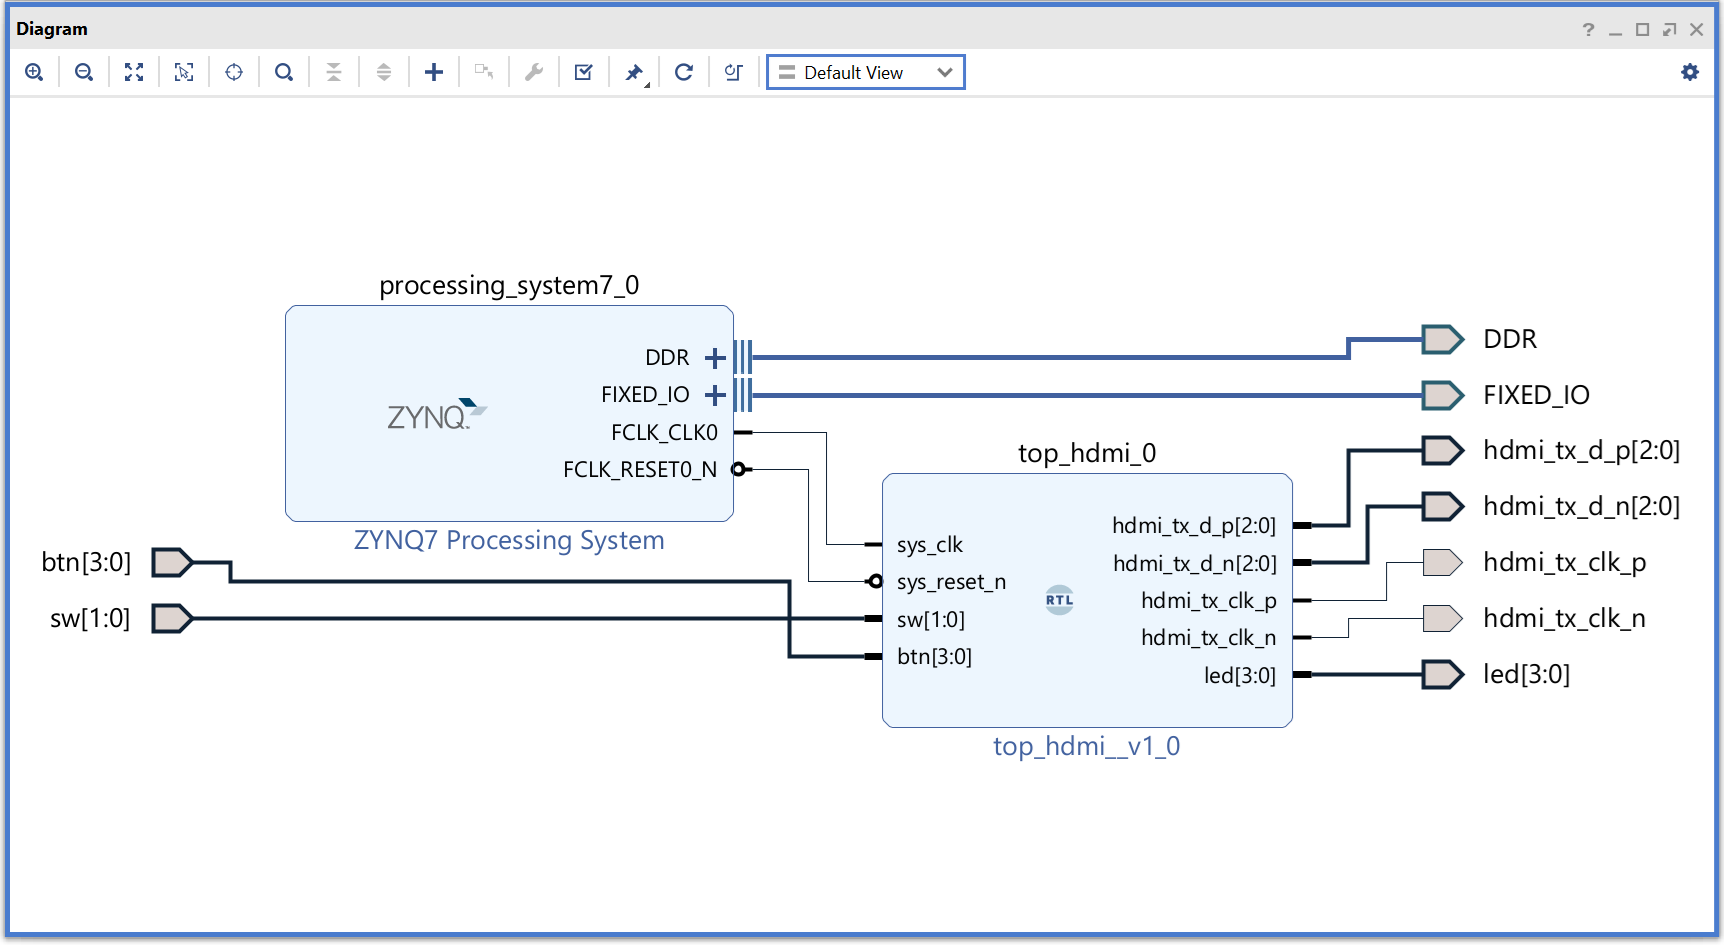 Diagram
Default View
processing_system7_0
DDR
FIXED_IO
FCLK_CLK0
FCLK_RESET0_N
ZYNQ
ZYNQ7 Processing System
btn[3:0]
sw[1:0]
top_hdmi_0
sys_clk
sys_reset_n
sw[1:0]
btn[3:0]
RTL
hdmi_tx_d_p[2:0]
hdmi_tx_d_n[2:0]
hdmi_tx_clk_p
hdmi_tx_clk_n
led[3:0]
top_hdmi__v1_0
DDR
FIXED_IO
hdmi_tx_d_p[2:0]
hdmi_tx_d_n[2:0]
hdmi_tx_clk_p
hdmi_tx_clk_n
led[3:0]